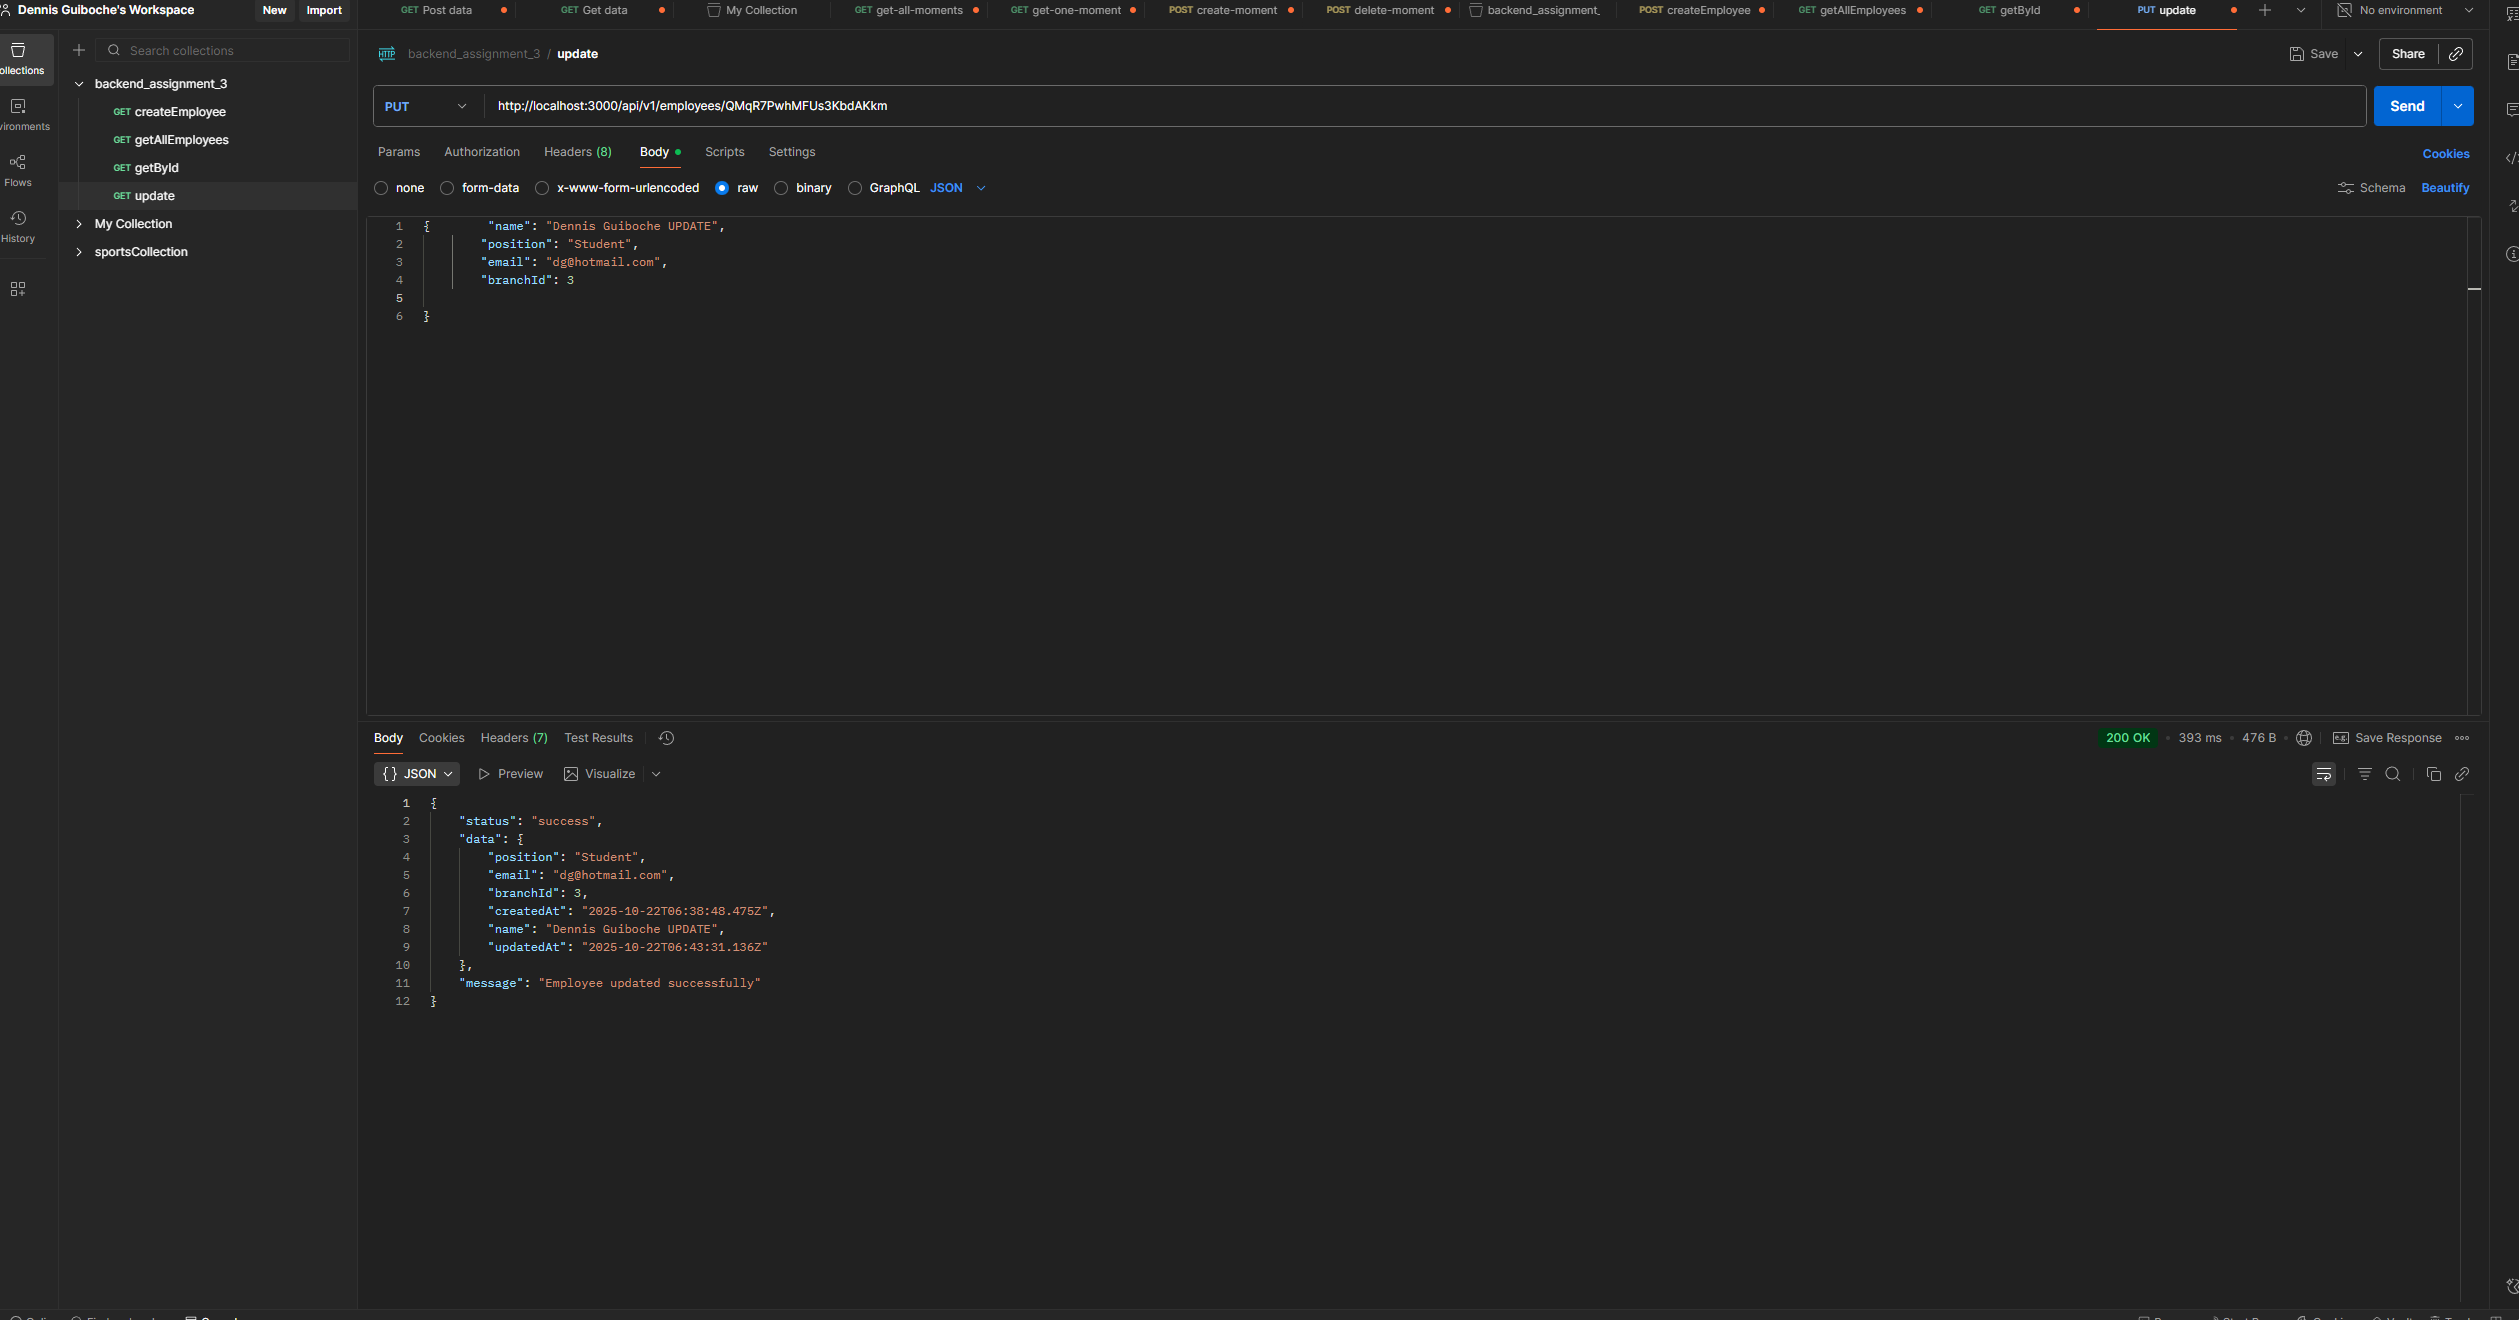 Dennis Guiboche's Workspace New Import GET Post data GET Get data My Collection GET get-all-moments GET get-one-moment POST create-moment POST delete-moment backend_assignment_ POST createEmployee GET getAllEmployees GET getById PUT update No environment
Search collections
ollections
backend_assignment_3 / update Save Share
backend_assignment_3
GET createEmployee
GET getAllEmployees
GET getById
GET update
My Collection
sportsCollection
vironments
Flows
History
PUT http://localhost:3000/api/v1/employees/QMqR7PwhMFUs3KbdAKkm Send
Params Authorization Headers (8) Body Scripts Settings Cookies
none form-data x-www-form-urlencoded raw binary GraphQL JSON Schema Beautify
1 { "name": "Dennis Guiboche UPDATE",
2 "position": "Student",
3 "email": "dg@hotmail.com",
4 "branchId": 3
5
6 }
Body Cookies Headers (7) Test Results 200 OK 393 ms 476 B e.g. Save Response
{} JSON Preview Visualize
1 {
2 "status": "success",
3 "data": {
4 "position": "Student",
5 "email": "dg@hotmail.com",
6 "branchId": 3,
7 "createdAt": "2025-10-22T06:38:48.475Z",
8 "name": "Dennis Guiboche UPDATE",
9 "updatedAt": "2025-10-22T06:43:31.136Z"
10 },
11 "message": "Employee updated successfully"
12 }